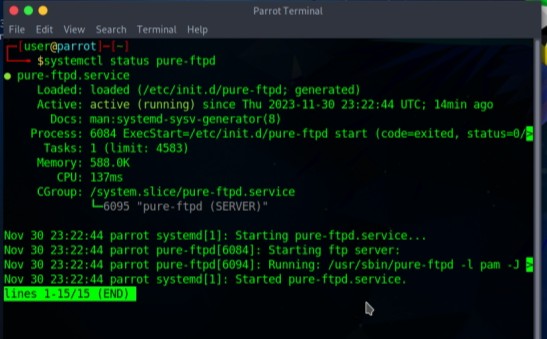 Parrot Terminal
File Edit View Search Terminal Help
┌─[user@parrot]─[~]
└──╼ $systemctl status pure-ftpd
● pure-ftpd.service
Loaded: loaded (/etc/init.d/pure-ftpd; generated)
Active: active (running) since Thu 2023-11-30 23:22:44 UTC; 14min ago
Docs: man:systemd-sysv-generator(8)
Process: 6084 ExecStart=/etc/init.d/pure-ftpd start (code=exited, status=0/>
Tasks: 1 (limit: 4583)
Memory: 588.0K
CPU: 137ms
CGroup: /system.slice/pure-ftpd.service
└─6095 "pure-ftpd (SERVER)"
Nov 30 23:22:44 parrot systemd[1]: Starting pure-ftpd.service...
Nov 30 23:22:44 parrot pure-ftpd[6084]: Starting ftp server:
Nov 30 23:22:44 parrot pure-ftpd[6094]: Running: /usr/sbin/pure-ftpd -l pam -J >
Nov 30 23:22:44 parrot systemd[1]: Started pure-ftpd.service.
lines 1-15/15 (END)